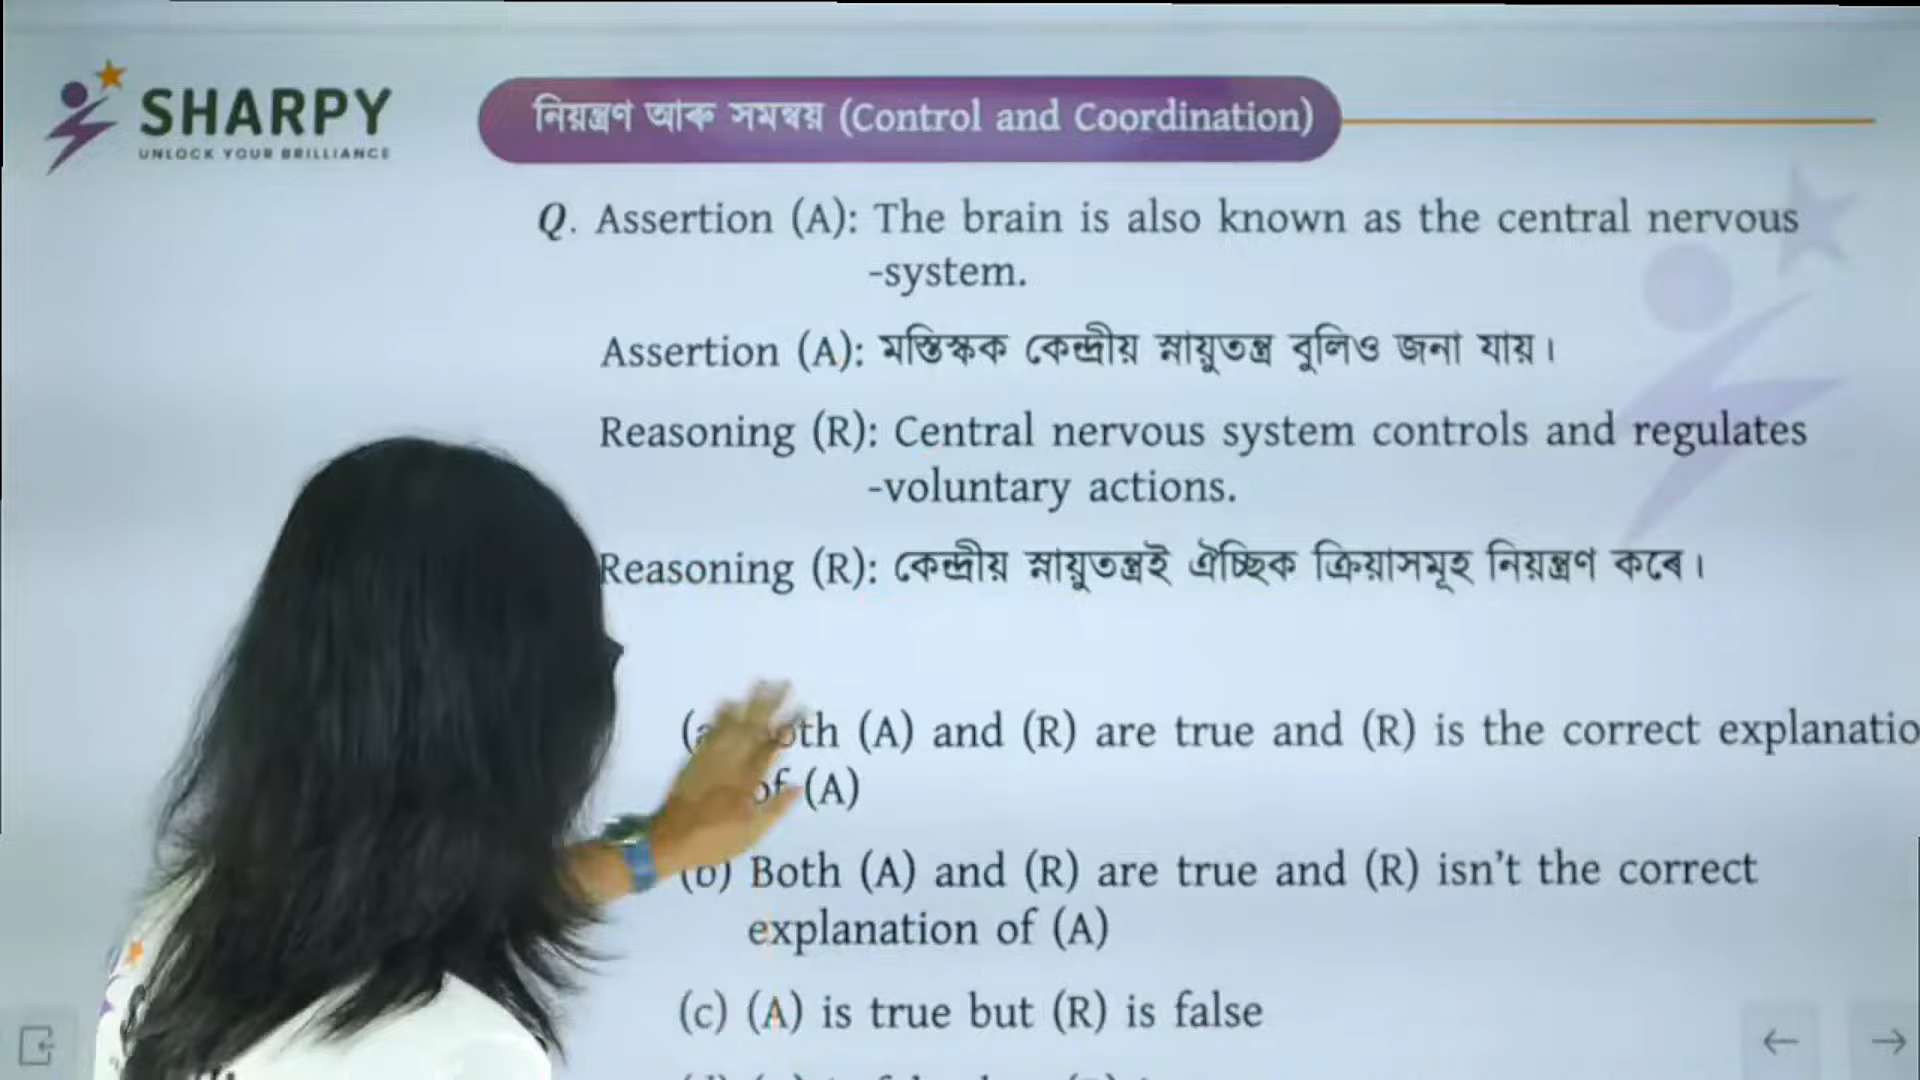 SHARPY
UNLOCK YOUR BRILLIANCE
নিয়ন্ত্ৰণ আৰু সমন্বয় (Control and Coordination)
Q. Assertion (A): The brain is also known as the central nervous
-system.
Assertion (A): মস্তিষ্কক কেন্দ্ৰীয় স্নায়ুতন্ত্ৰ বুলিও জনা যায়।
Reasoning (R): Central nervous system controls and regulates
-voluntary actions.
Reasoning (R): কেন্দ্ৰীয় স্নায়ুতন্ত্ৰই ঐচ্ছিক ক্ৰিয়াসমূহ নিয়ন্ত্ৰণ কৰে।
(A) and (R) are true and (R) is the correct explanatio
of (A)
(b) Both (A) and (R) are true and (R) isn't the correct
explanation of (A)
(c) (A) is true but (R) is false